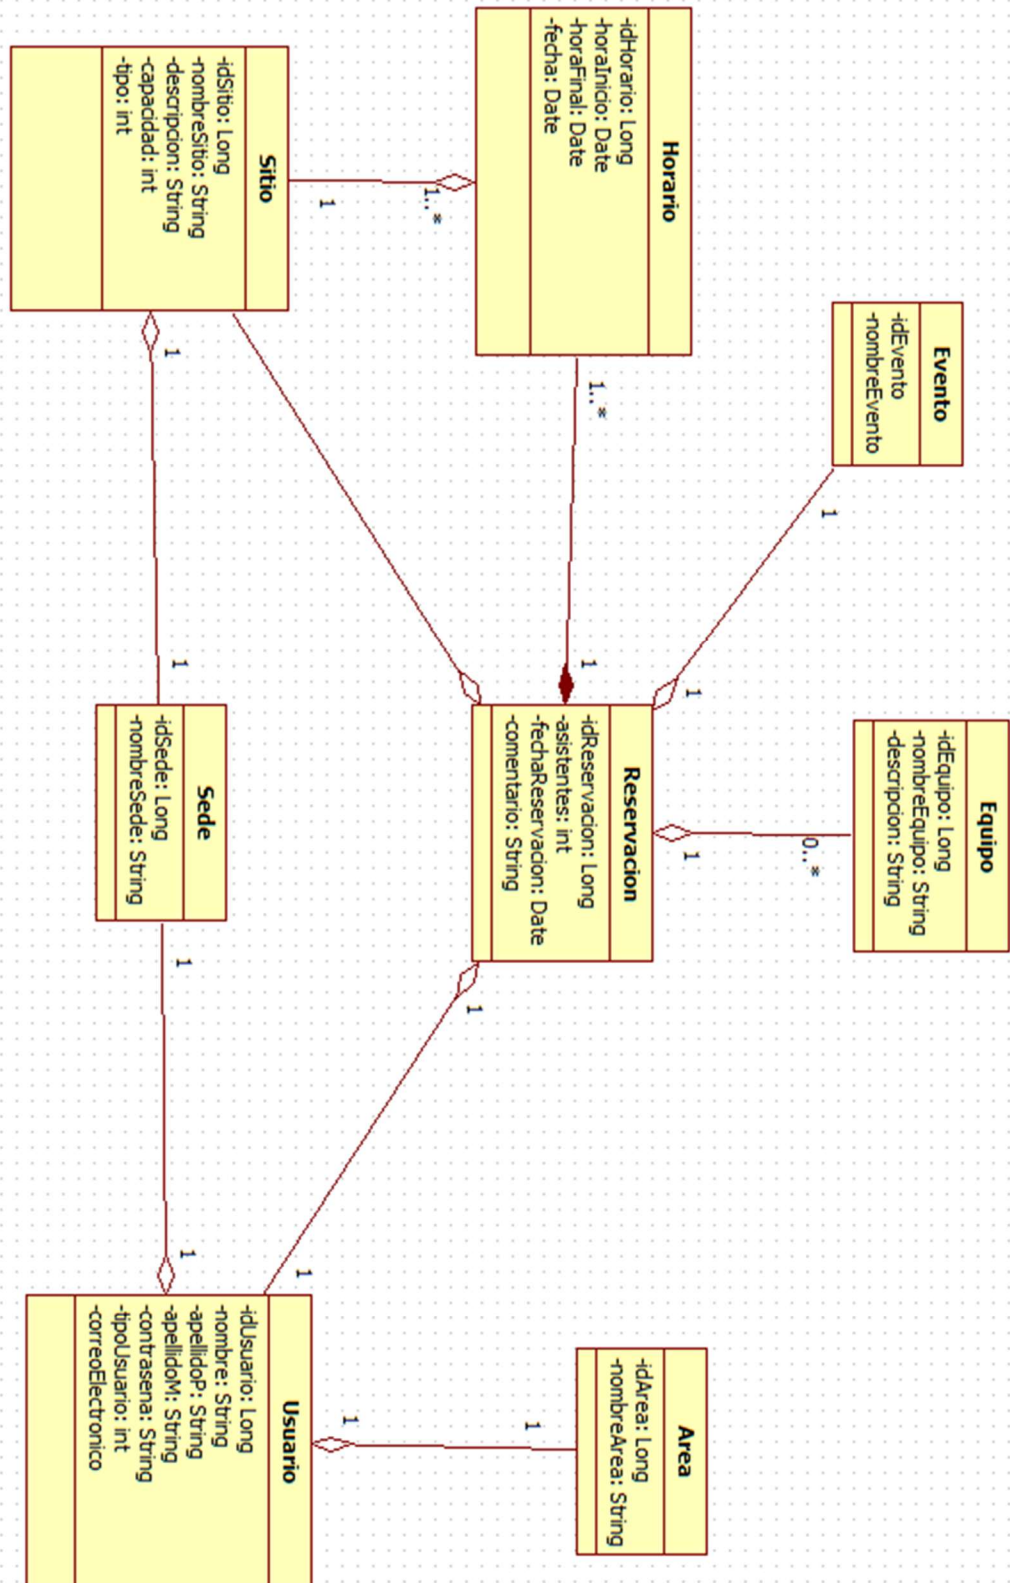 Equipo
-idEquipo: Long
-nombreEquipo: String
-descripcion: String
0..*
1
Evento
-idEvento
-nombreEvento
1
1
Area
-idArea: Long
-nombreArea: String
1
1
Horario
-idHorario: Long
-horaInicio: Date
-horaFinal: Date
-fecha: Date
1..*
1
1..*
1
Reservacion
-idReservacion: Long
-asistentes: int
-fechaReservacion: Date
-comentario: String
1
1
Sitio
-idSitio: Long
-nombreSitio: String
-descripcion: String
-capacidad: int
-tipo: int
1
1
Sede
-idSede: Long
-nombreSede: String
1
1
Usuario
-idUsuario: Long
-nombre: String
-apellidoP: String
-apellidoM: String
-contrasena: String
-tipoUsuario: int
-correoElectronico